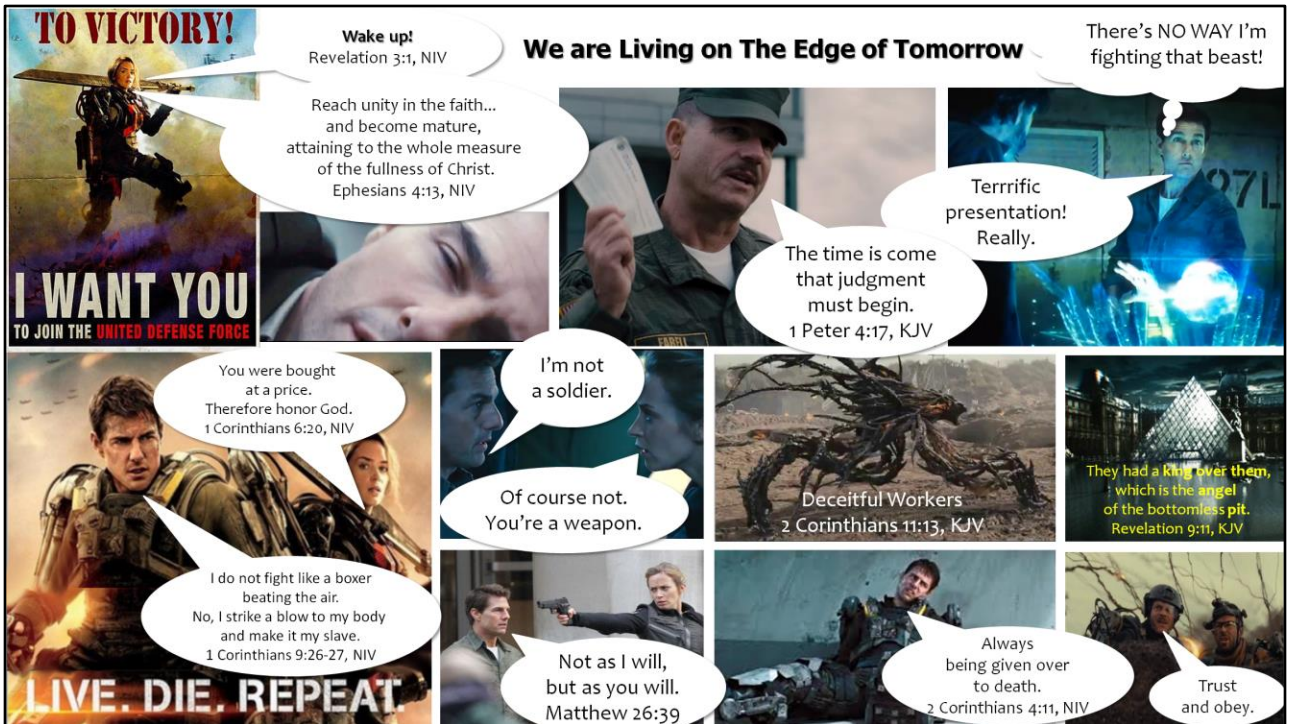 TO VICTORY!
I WANT YOU
TO JOIN THE UNITED DEFENSE FORCE
Wake up!
Revelation 3:1, NIV
Reach unity in the faith...
and become mature,
attaining to the whole measure
of the fullness of Christ.
Ephesians 4:13, NIV
We are Living on The Edge of Tomorrow
There's NO WAY I'm
fighting that beast!
FARELL
The time is come
that judgment
must begin.
1 Peter 4:17, KJV
Terrrific
presentation!
Really.
97L
You were bought
at a price.
Therefore honor God.
1 Corinthians 6:20, NIV
I do not fight like a boxer
beating the air.
No, I strike a blow to my body
and make it my slave.
1 Corinthians 9:26-27, NIV
LIVE. DIE. REPEAT.
I'm not
a soldier.
Of course not.
You're a weapon.
Deceitful Workers
2 Corinthians 11:13, KJV
They had a king over them,
which is the angel
of the bottomless pit.
Revelation 9:11, KJV
Not as I will,
but as you will.
Matthew 26:39
Always
being given over
to death.
2 Corinthians 4:11, NIV
Trust
and obey.